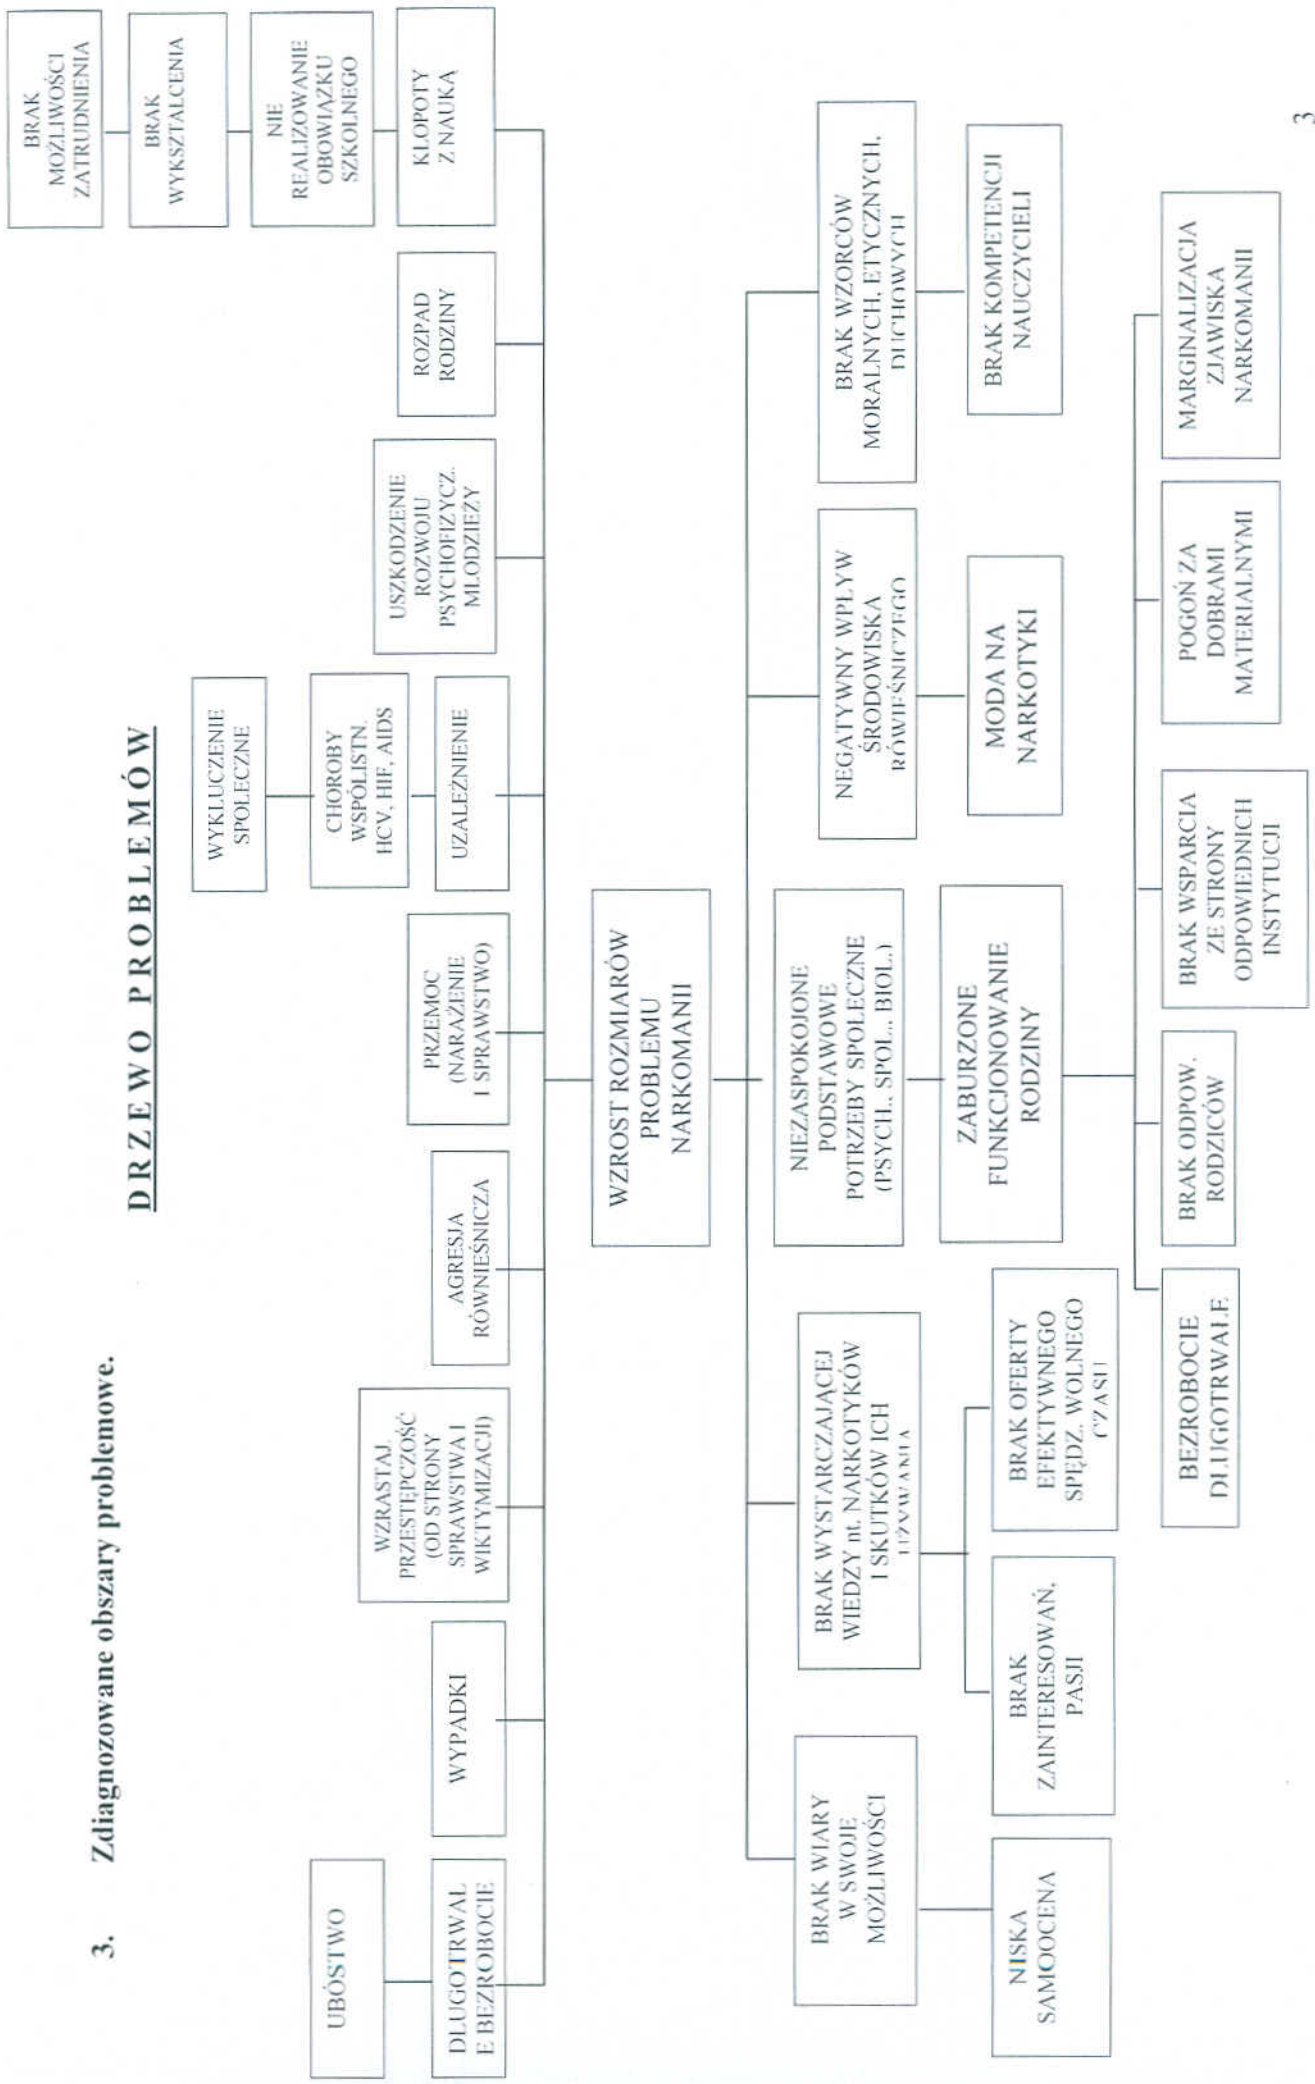 3. Zdiagnozowane obszary problemowe.
DRZEWO PROBLEMÓW
UBÓSTWO
DŁUGOTRWAŁ
E BEZROBOCIE
WYPADKI
WZRASTAJ.
PRZESTĘPCZOŚĆ
(OD STRONY
SPRAWSTWA I
WIKTYMIZACJI)
AGRESJA
RÓWNIEŚNICZA
PRZEMOC
(NARAŻENIE
I SPRAWSTWO)
WYKLUCZENIE
SPOŁECZNE
CHOROBY
WSPÓLISTN.
HCV, HIF, AIDS
UZALEŻNIENIE
USZKODZENIE
ROZWOJU
PSYCHOFIZYCZ.
MŁODZIEŻY
ROZPAD
RODZINY
BRAK
MOŻLIWOŚCI
ZATRUDNIENIA
BRAK
WYKSZTAŁCENIA
NIE
REALIZOWANIE
OBOWIĄZKU
SZKOLNEGO
KŁOPOTY
Z NAUKĄ
WZROST ROZMIARÓW
PROBLEMU
NARKOMANII
BRAK WIARY
W SWOJE
MOŻLIWOŚCI
BRAK WYSTARCZAJĄCEJ
WIEDZY nt. NARKOTYKÓW
I SKUTKÓW ICH
UŻYWANIA
NIEZASPOKOJONE
PODSTAWOWE
POTRZEBY SPOŁECZNE
(PSYCH., SPOŁ., BIOL.)
NEGATYWNY WPŁYW
ŚRODOWISKA
RÓWIEŚNICZEGO
BRAK WZORCÓW
MORALNYCH, ETYCZNYCH,
DUCHOWYCH
NISKA
SAMOOCENA
BRAK
ZAINTERESOWAŃ,
PASJI
BRAK OFERTY
EFEKTYWNEGO
SPĘDZ. WOLNEGO
CZASU
ZABURZONE
FUNKCJONOWANIE
RODZINY
MODA NA
NARKOTYKI
BRAK KOMPETENCJI
NAUCZYCIELI
BEZROBOCIE
DŁUGOTRWAŁE
BRAK ODPOW.
RODZICÓW
BRAK WSPARCIA
ZE STRONY
ODPOWIEDNICH
INSTYTUCJI
POGOŃ ZA
DOBRAMI
MATERIALNYMI
MARGINALIZACJA
ZJAWISKA
NARKOMANII
3